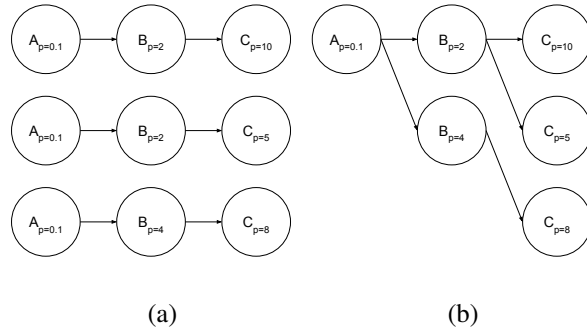 A p=0.1 B p=2 C p=10 A p=0.1 B p=2 C p=10
A p=0.1 B p=2 C p=5 B p=4 C p=5
A p=0.1 B p=4 C p=8 C p=8
(a) (b)